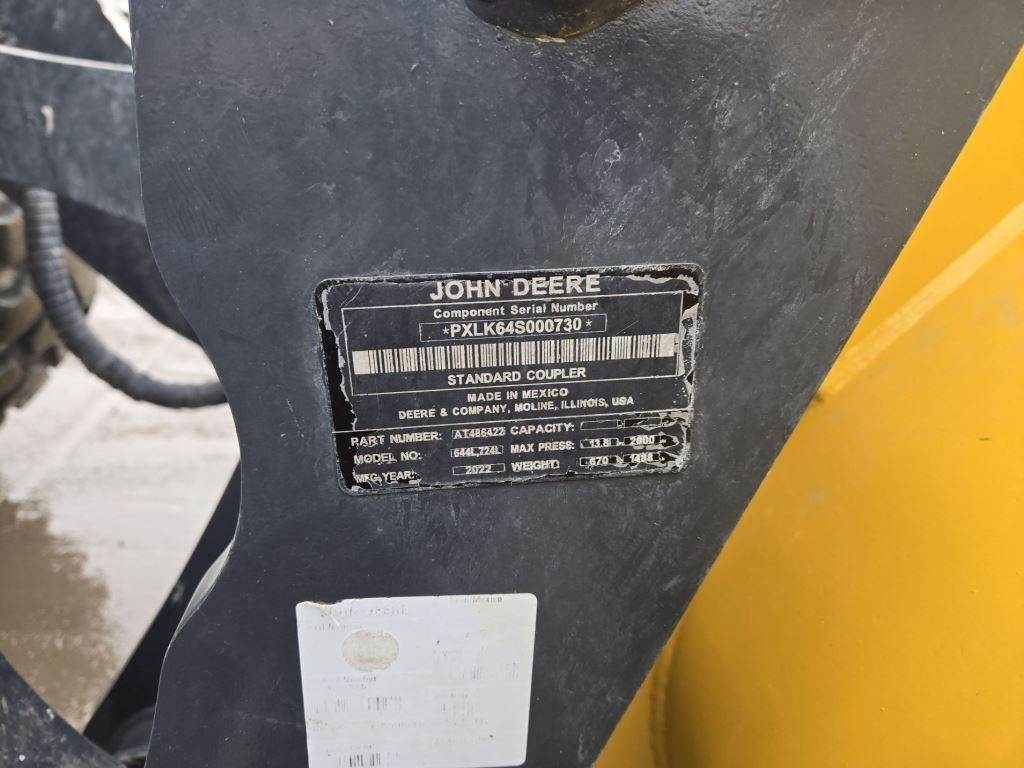 JOHN DEERE
Component Serial Number
*PXLK64S000730*
STANDARD COUPLER
MADE IN MEXICO
DEERE & COMPANY, MOLINE, ILLINOIS, USA
PART NUMBER: AT486422 CAPACITY:
MODEL NO: 644L,724L MAX PRESS: 13.8 2000
MFG,YEAR: 2022 WEIGHT: 670
Mexico